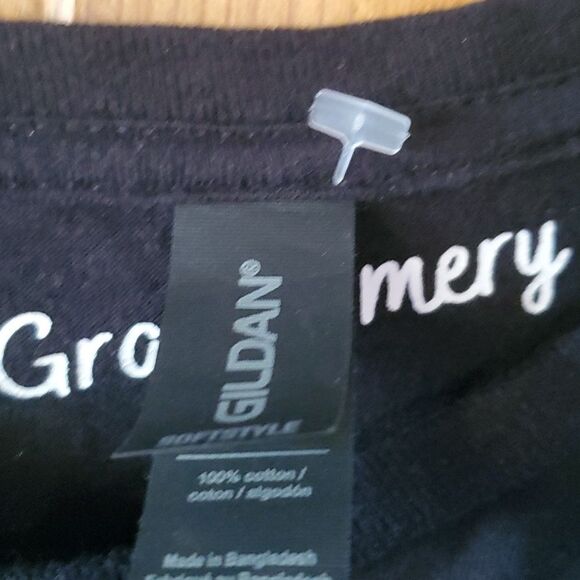 Gro mery
GILDAN®
SOFTSTYLE
100% cotton /
coton / algodón
Made in Bangladesh